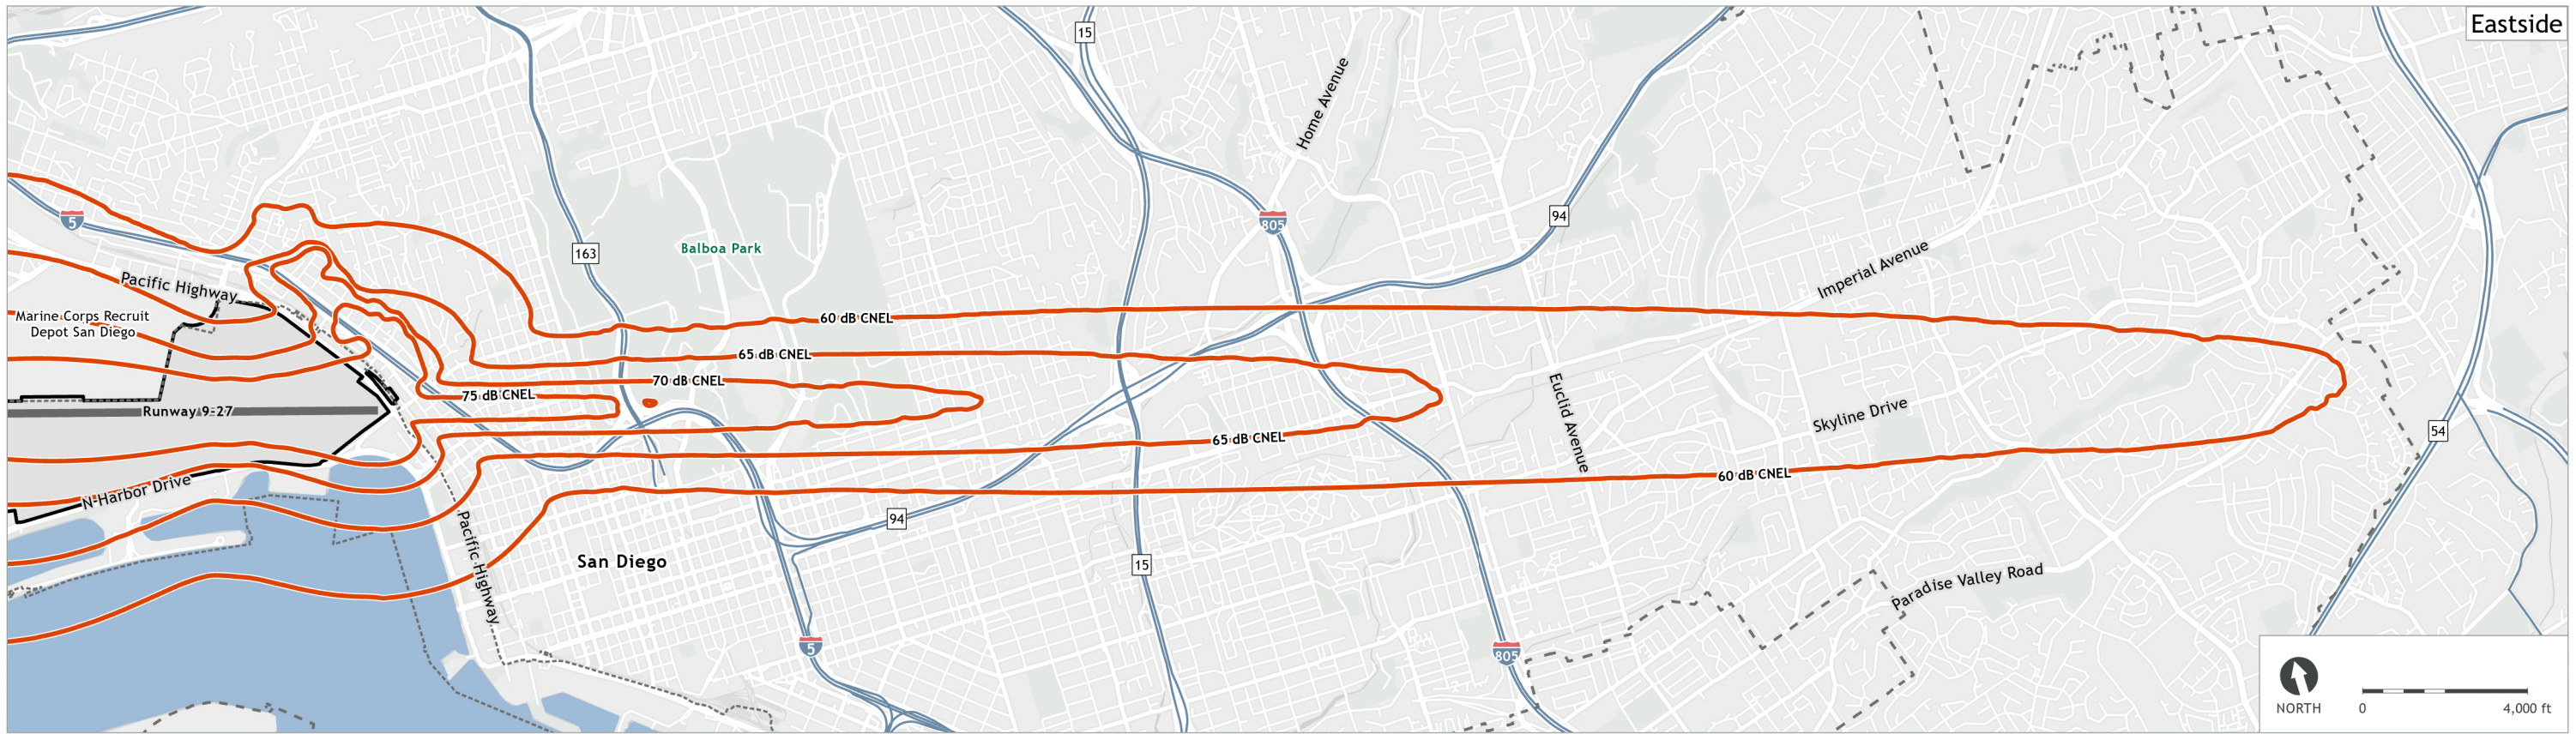 Eastside
15
Home Avenue
5
163
Balboa Park
805
94
Imperial Avenue
Pacific Highway
Marine Corps Recruit
Depot San Diego
60 dB CNEL
65 dB CNEL
70 dB CNEL
75 dB CNEL
Runway 9-27
Euclid Avenue
Skyline Drive
65 dB CNEL
54
60 dB CNEL
N Harbor Drive
Pacific Highway
94
San Diego
15
Paradise Valley Road
5
805
NORTH
0
4,000 ft